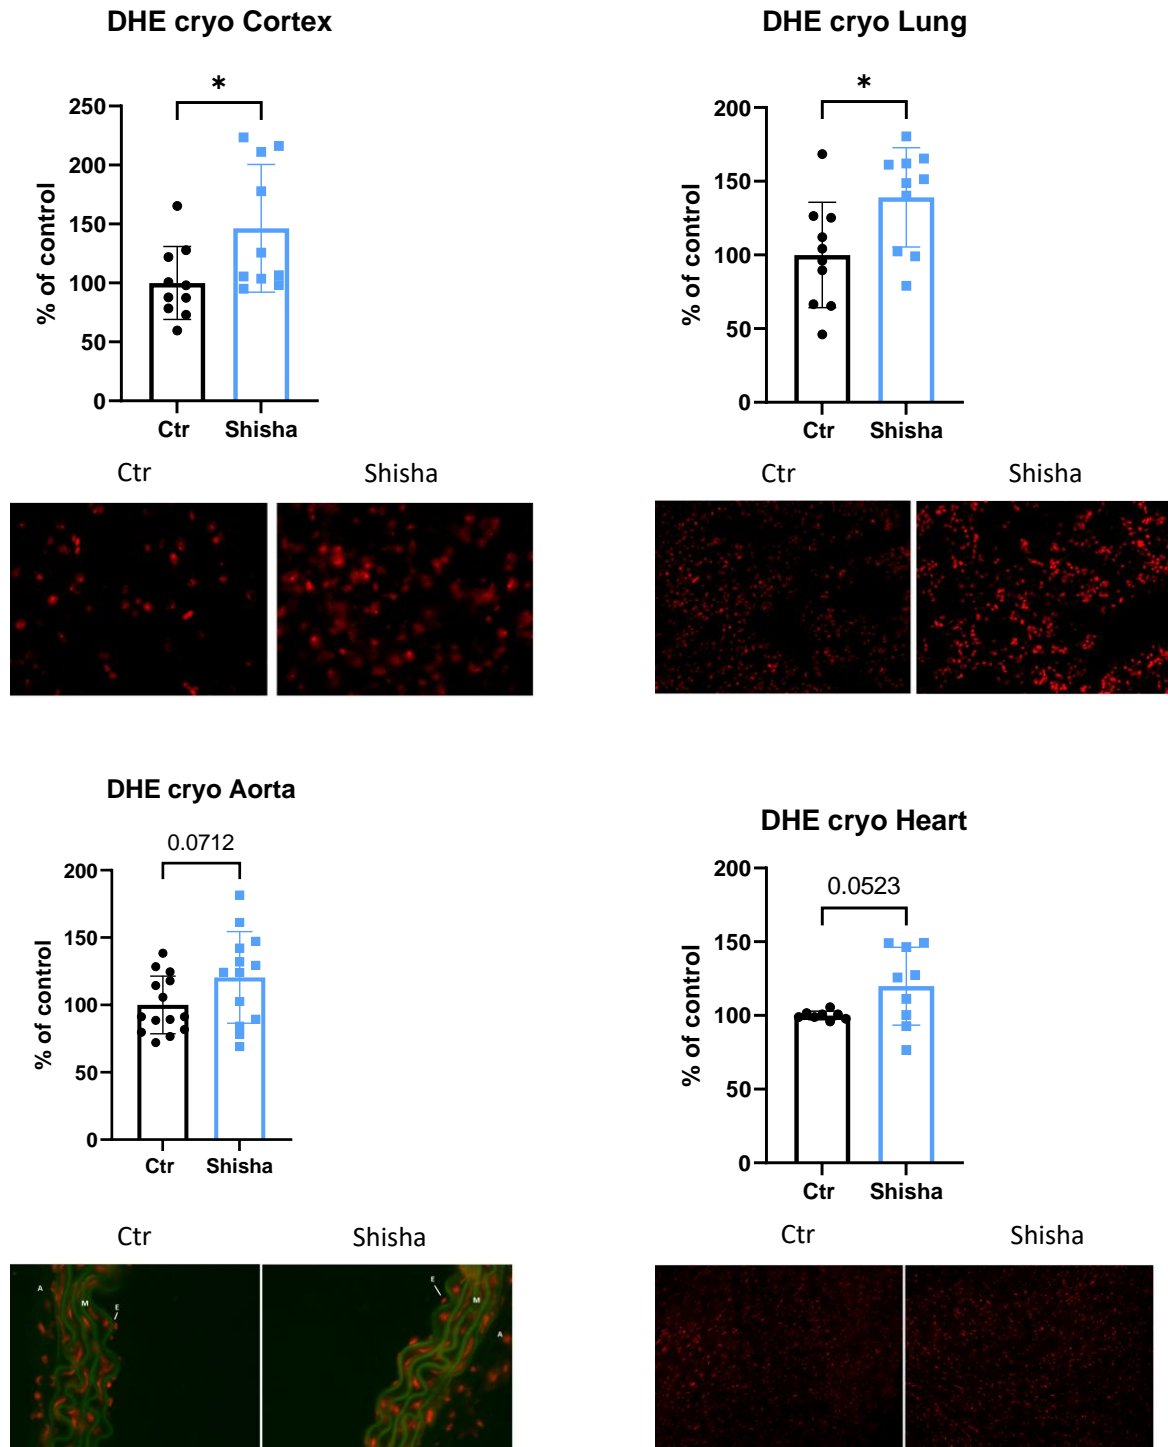 DHE cryo Cortex
*
% of control
250
200
150
100
50
0
Ctr Shisha
Ctr Shisha
DHE cryo Lung
*
% of control
200
150
100
50
0
Ctr Shisha
Ctr Shisha
DHE cryo Aorta
0.0712
% of control
200
150
100
50
0
Ctr Shisha
Ctr Shisha
A M E
E M A
DHE cryo Heart
0.0523
% of control
200
150
100
50
0
Ctr Shisha
Ctr Shisha